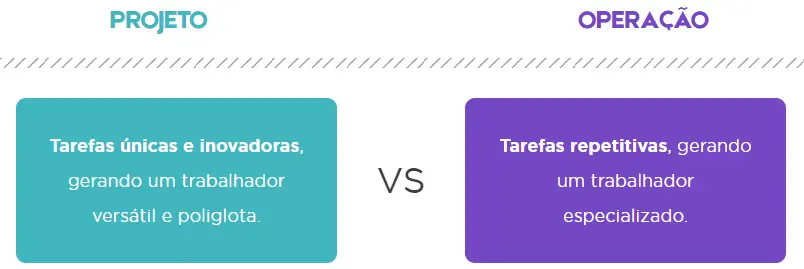 PROJETO
OPERAÇÃO
Tarefas únicas e inovadoras,
gerando um trabalhador
versátil e poliglota.
VS
Tarefas repetitivas, gerando
um trabalhador
especializado.